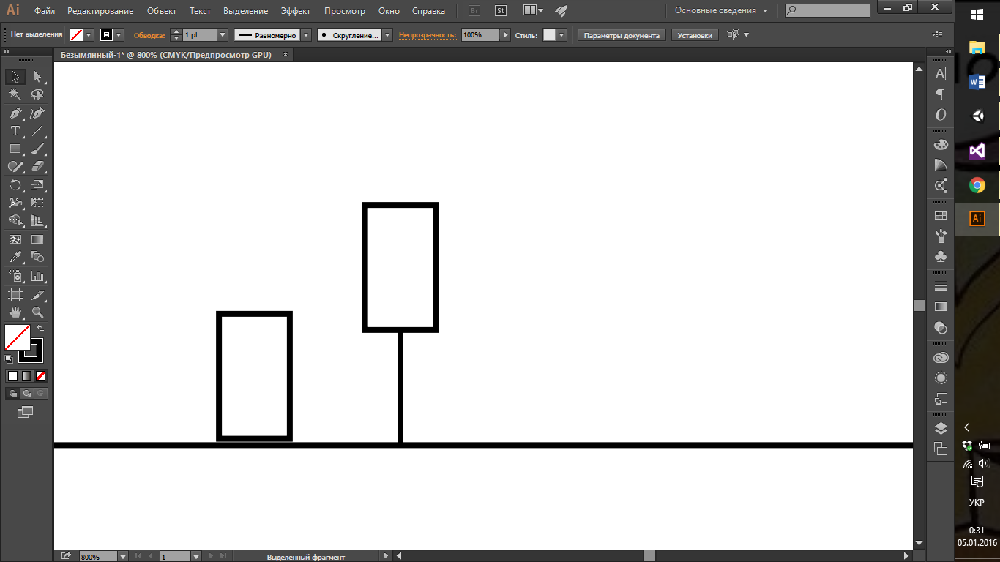 Ai Файл Редактирование Объект Текст Выделение Эффект Просмотр Окно Справка Br St Основные сведения
Нет выделения Обводка: 1 pt Равномерно Скругление... Непрозрачность: 100% Стиль: Параметры документа Установки
Безымянный-1* @ 800% (CMYK/Предпросмотр GPU) ×
800% 1 Выделенный фрагмент
Ai
УКР
0:31
05.01.2016